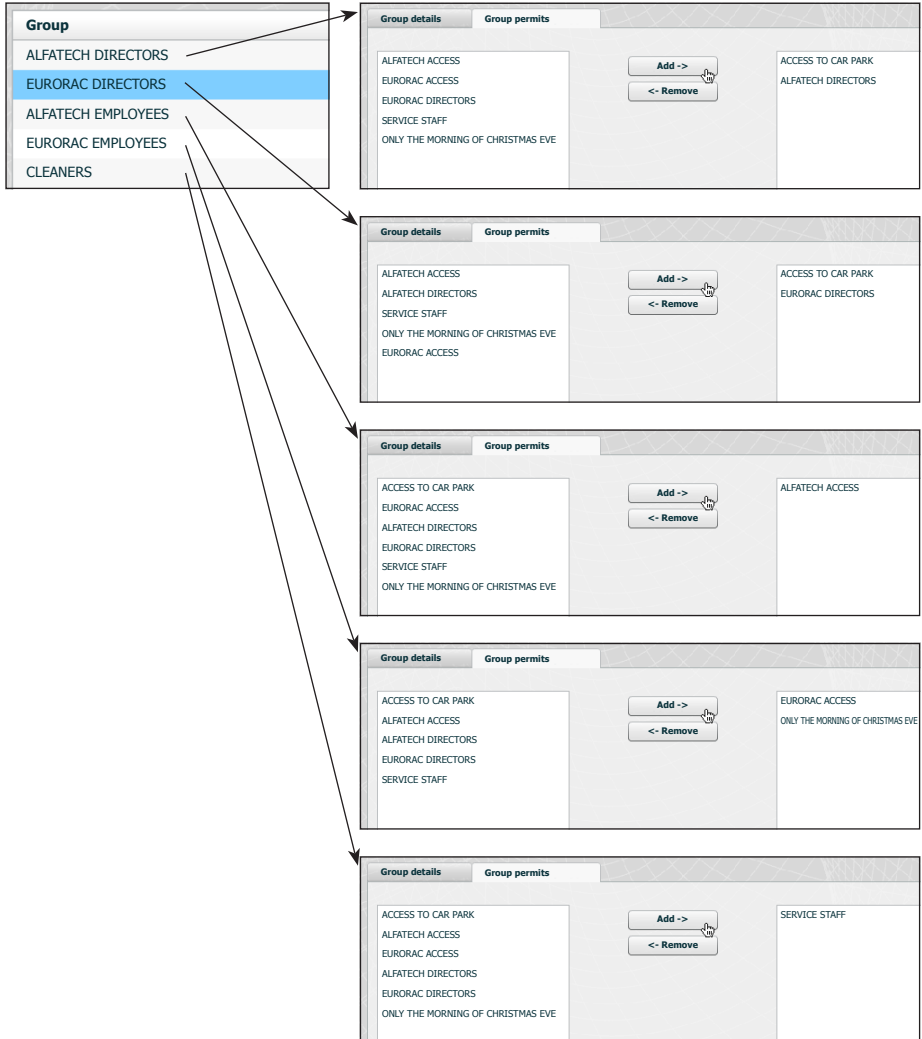 Group
ALFATECH DIRECTORS
EURORAC DIRECTORS
ALFATECH EMPLOYEES
EURORAC EMPLOYEES
CLEANERS
Group details
Group permits
ALFATECH ACCESS
EURORAC ACCESS
EURORAC DIRECTORS
SERVICE STAFF
ONLY THE MORNING OF CHRISTMAS EVE
Add ->
<- Remove
ACCESS TO CAR PARK
ALFATECH DIRECTORS
Group details
Group permits
ALFATECH ACCESS
ALFATECH DIRECTORS
SERVICE STAFF
ONLY THE MORNING OF CHRISTMAS EVE
EURORAC ACCESS
Add ->
<- Remove
ACCESS TO CAR PARK
EURORAC DIRECTORS
Group details
Group permits
ACCESS TO CAR PARK
EURORAC ACCESS
ALFATECH DIRECTORS
EURORAC DIRECTORS
SERVICE STAFF
ONLY THE MORNING OF CHRISTMAS EVE
Add ->
<- Remove
ALFATECH ACCESS
Group details
Group permits
ACCESS TO CAR PARK
ALFATECH ACCESS
ALFATECH DIRECTORS
EURORAC DIRECTORS
SERVICE STAFF
Add ->
<- Remove
EURORAC ACCESS
ONLY THE MORNING OF CHRISTMAS EVE
Group details
Group permits
ACCESS TO CAR PARK
ALFATECH ACCESS
EURORAC ACCESS
ALFATECH DIRECTORS
EURORAC DIRECTORS
ONLY THE MORNING OF CHRISTMAS EVE
Add ->
<- Remove
SERVICE STAFF